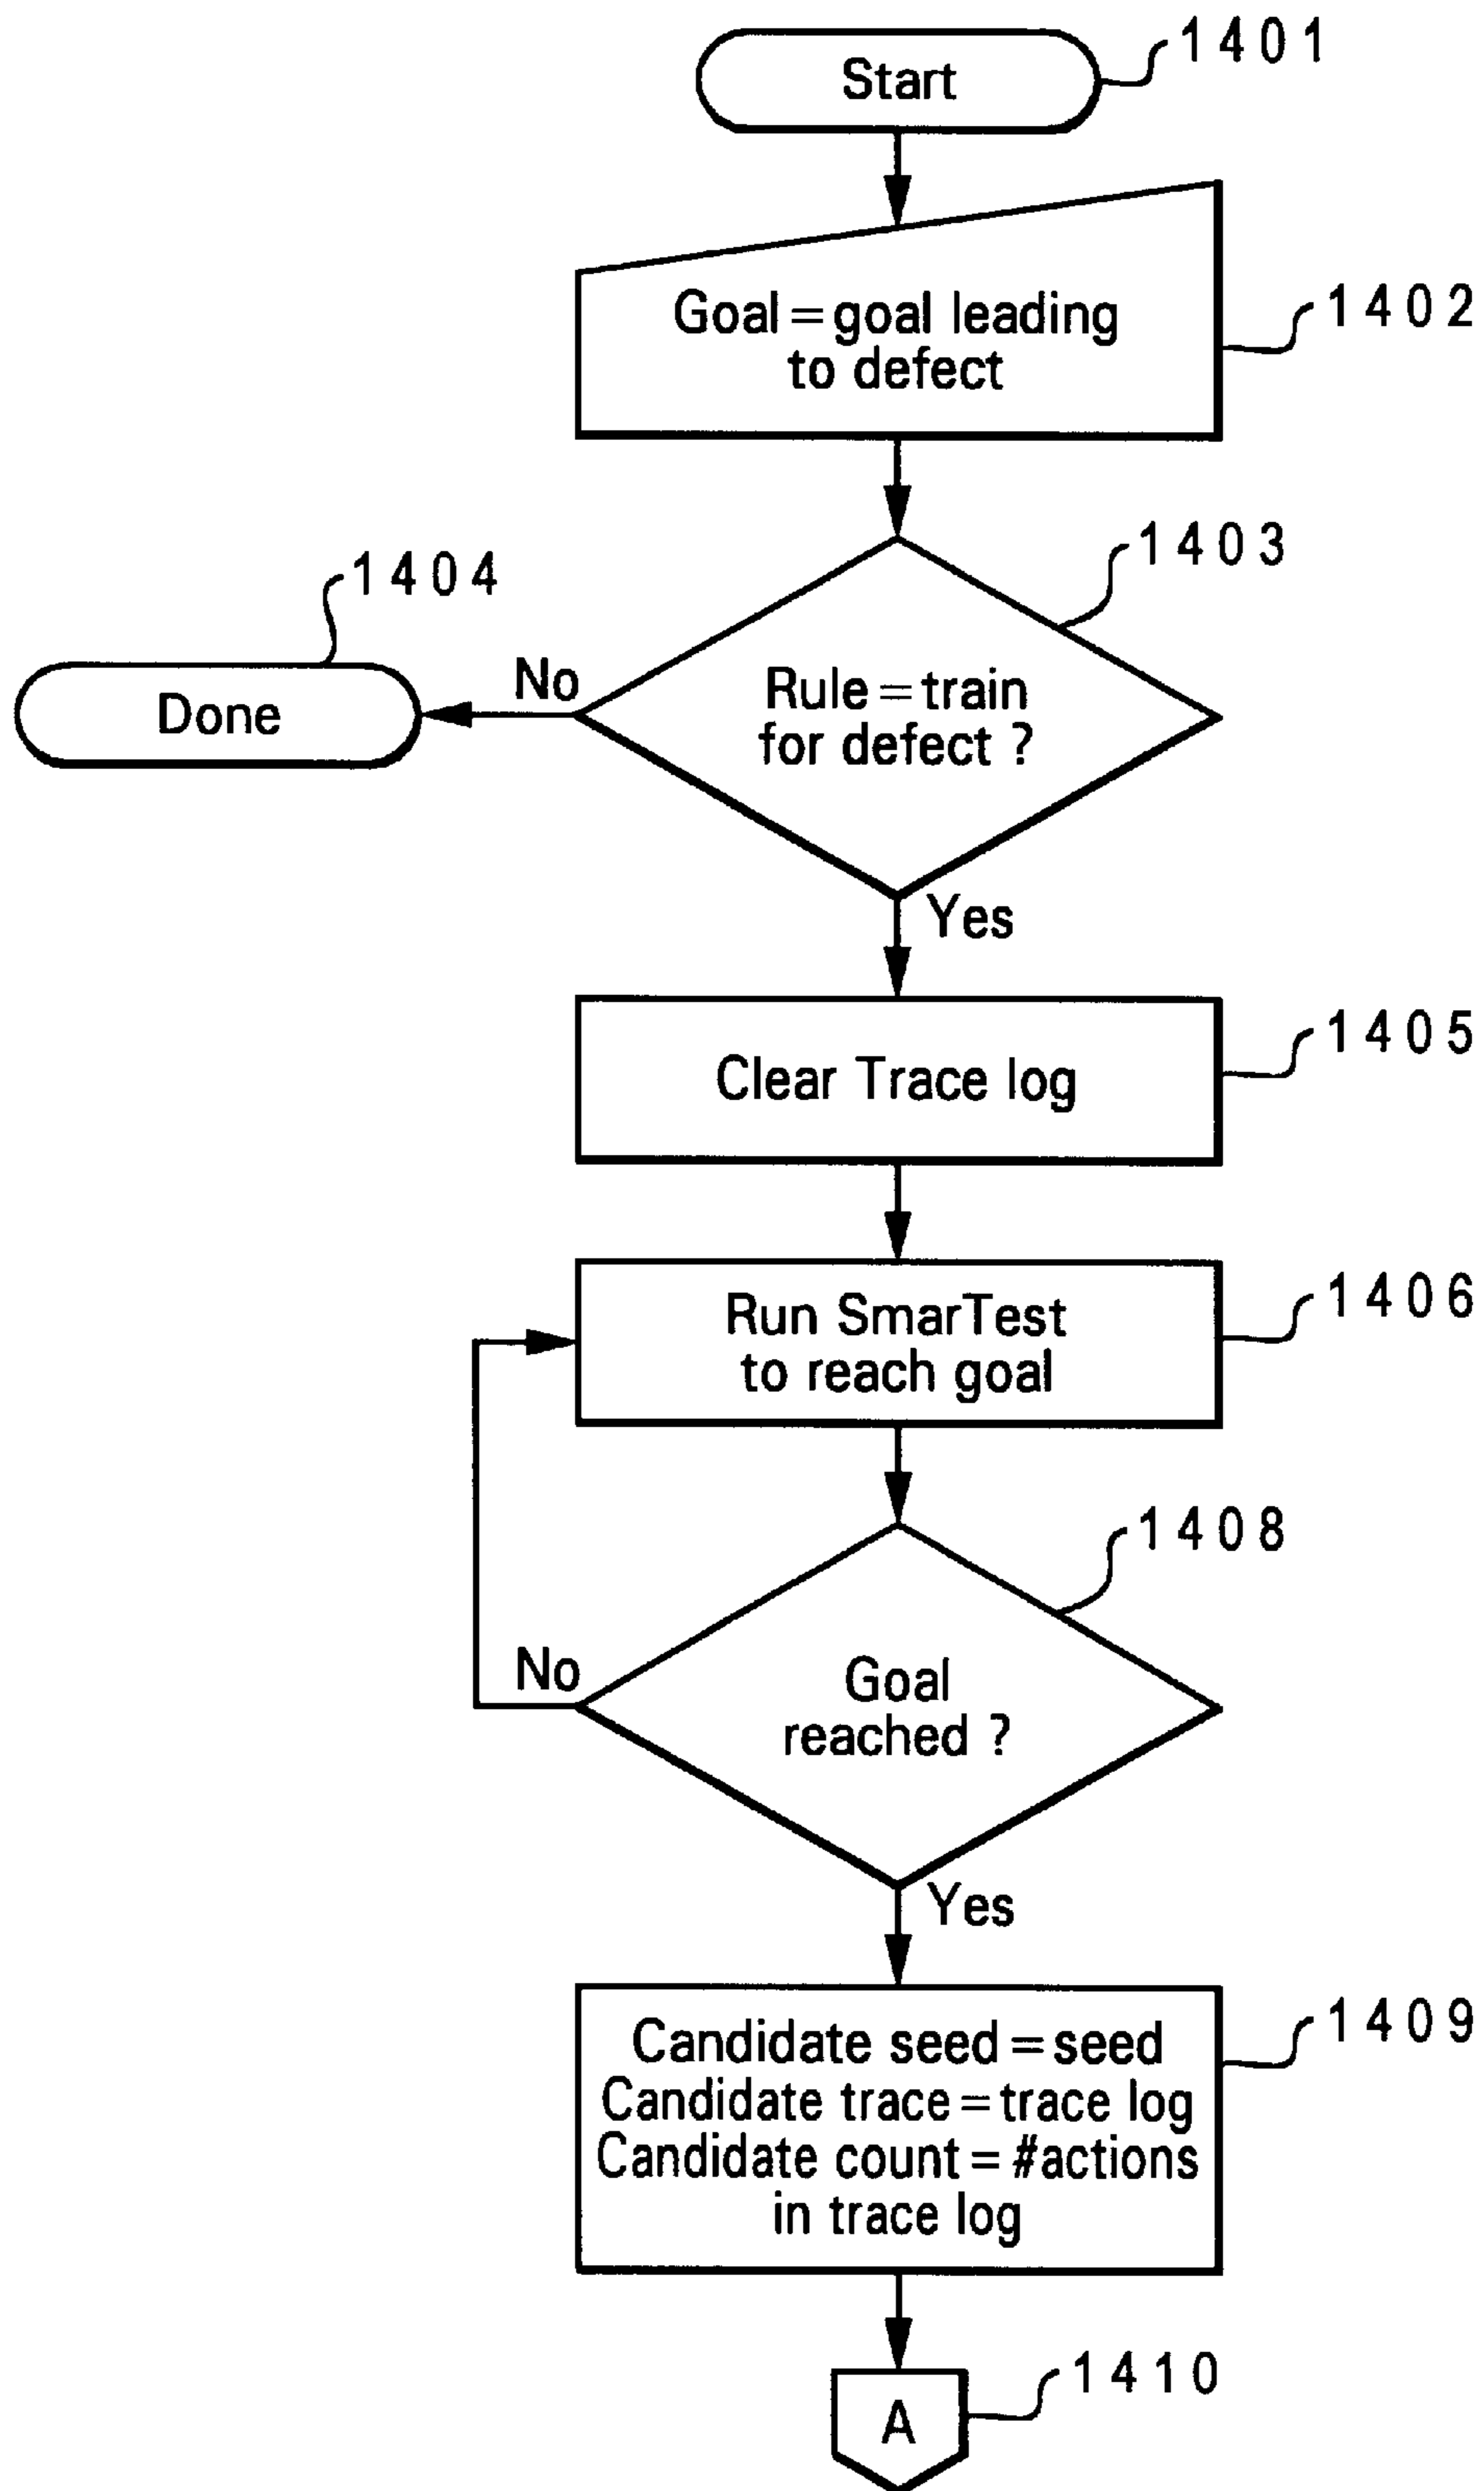 1401
Start
1402
Goal = goal leading
to defect
1403
1404
No
Rule = train
for defect ?
Done
Yes
1405
Clear Trace log
1406
Run SmarTest
to reach goal
1408
No
Goal
reached ?
Yes
1409
Candidate seed = seed
Candidate trace = trace log
Candidate count = #actions
in trace log
1410
A